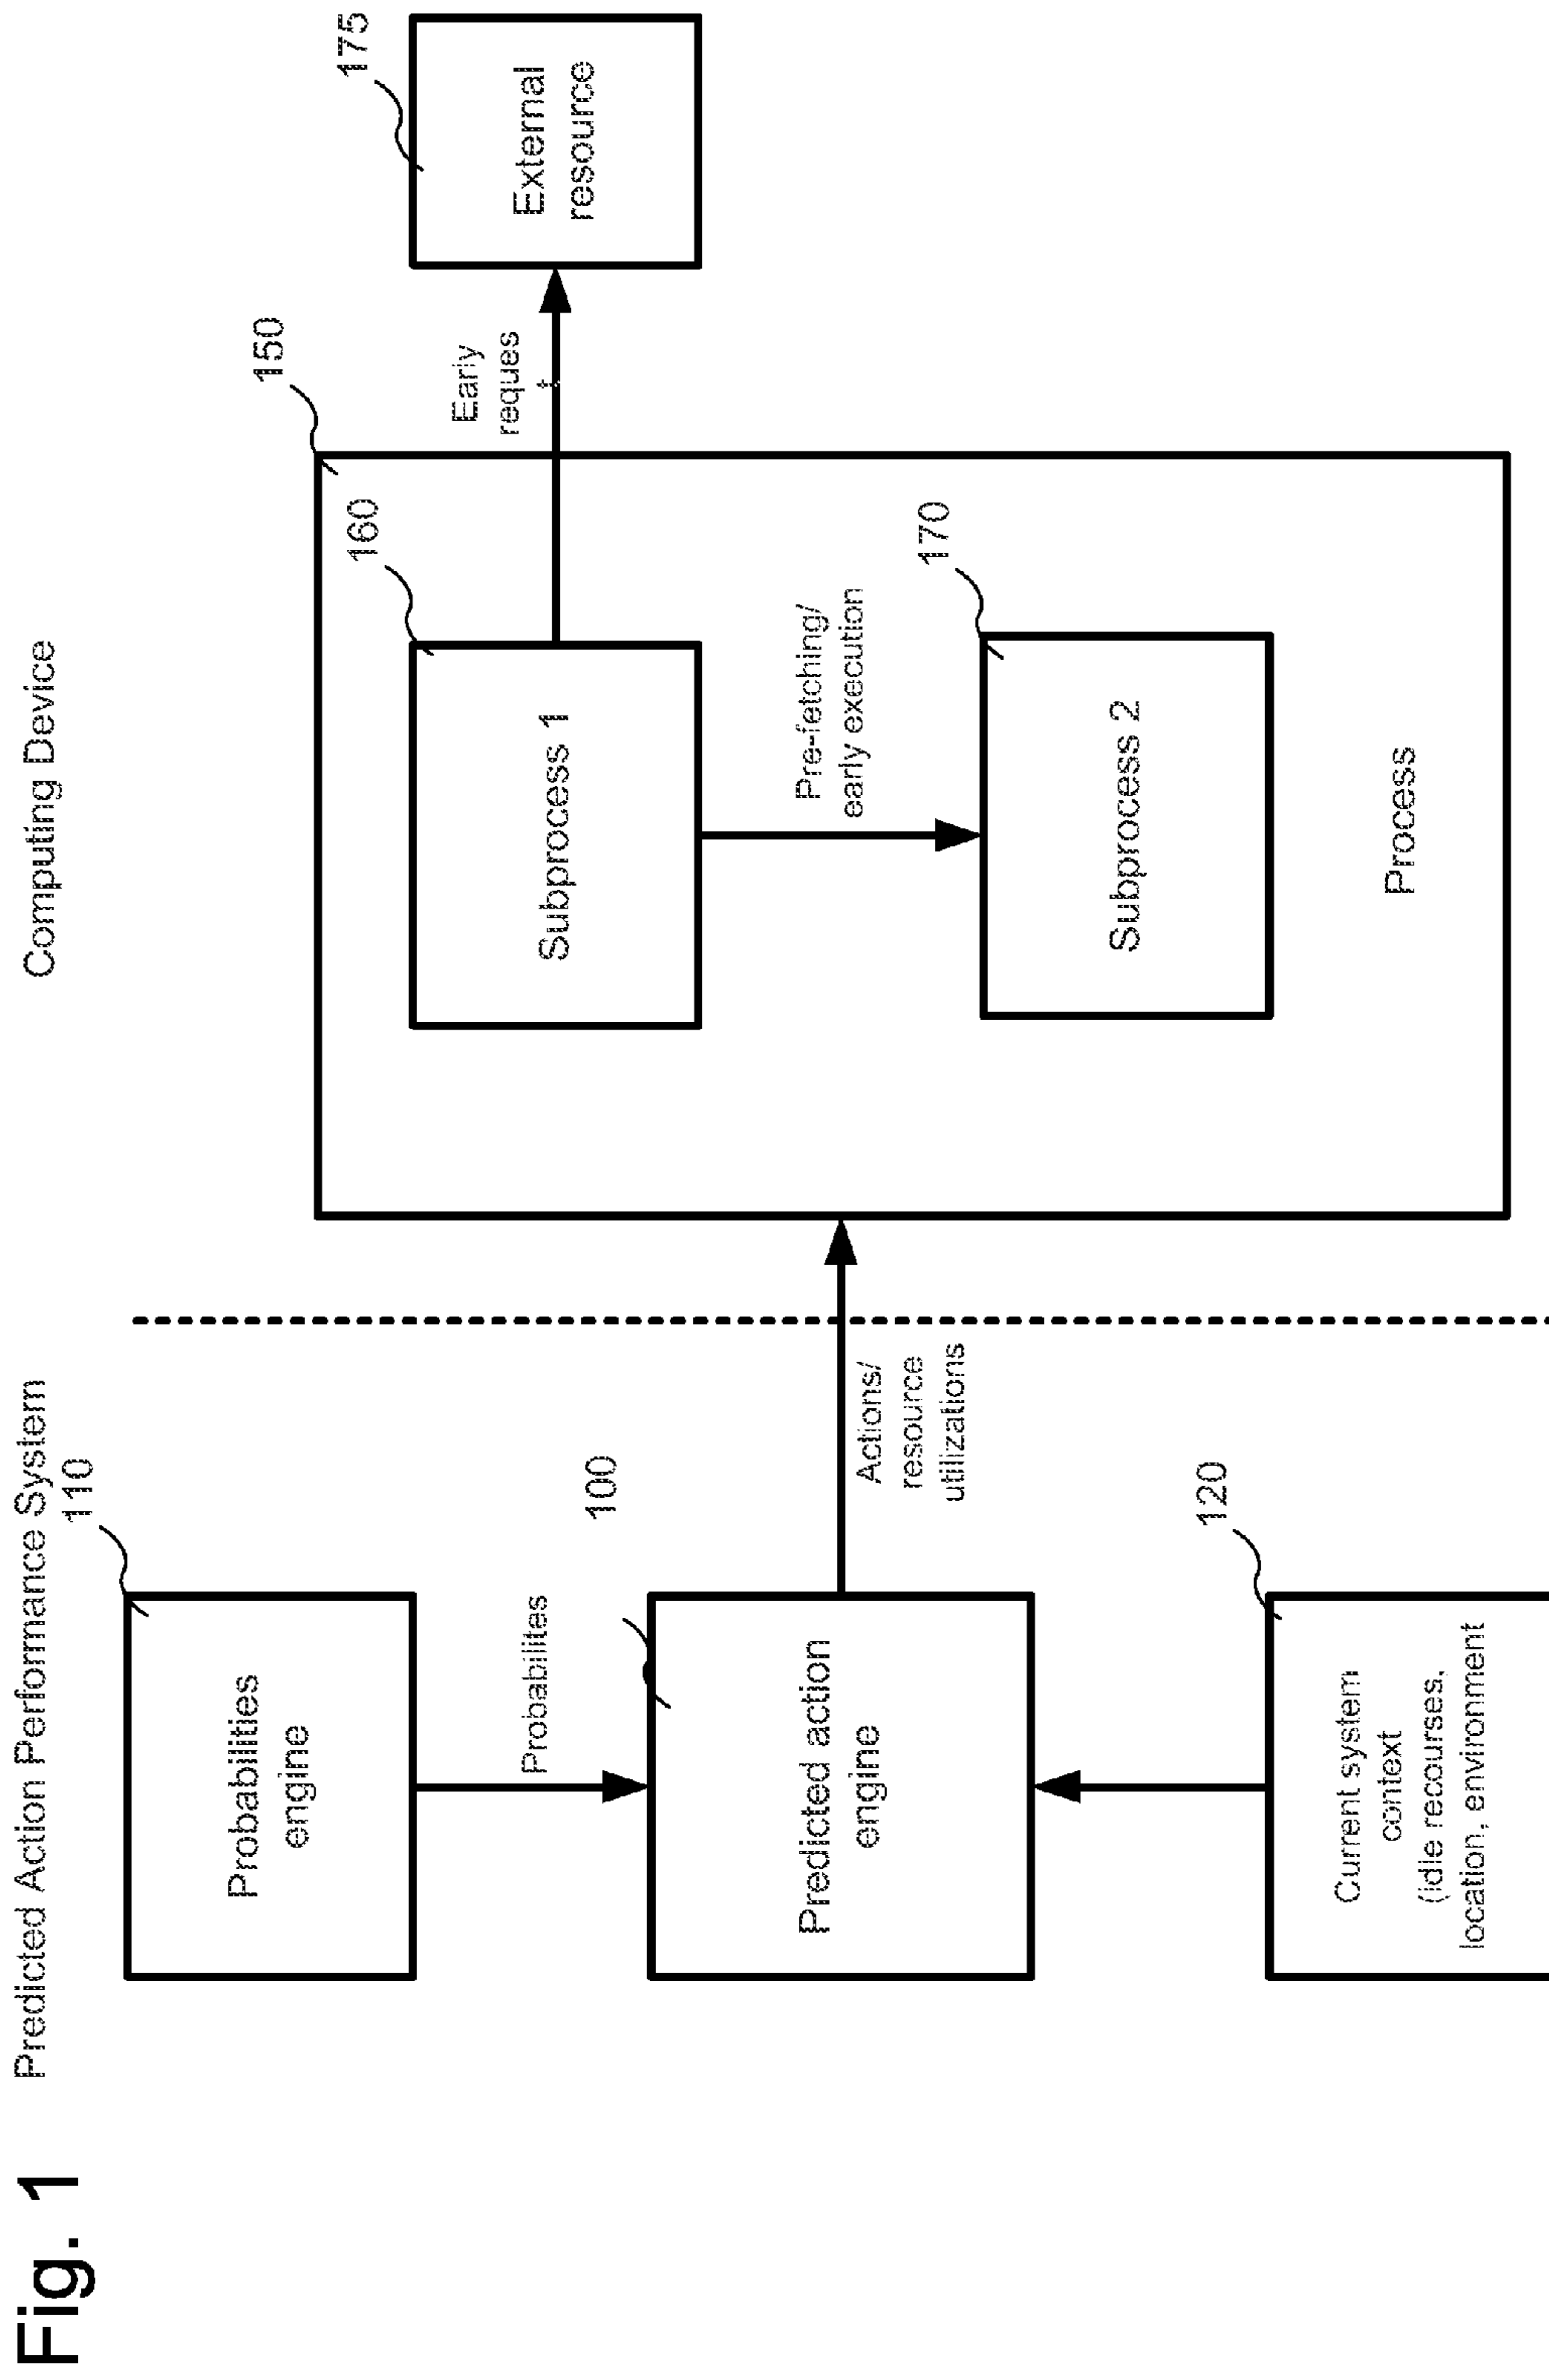 Fig. 1
Predicted Action Performance System
110
Probabilities
engine
Probabilites
100
Predicted action
engine
Actions/
resource
utilizations
120
Current system
context
(idle recourses,
location, environment
Computing Device
150
160
Subprocess 1
Pre-fetching/
early execution
170
Subprocess 2
Process
Early
reques
t
175
External
resource